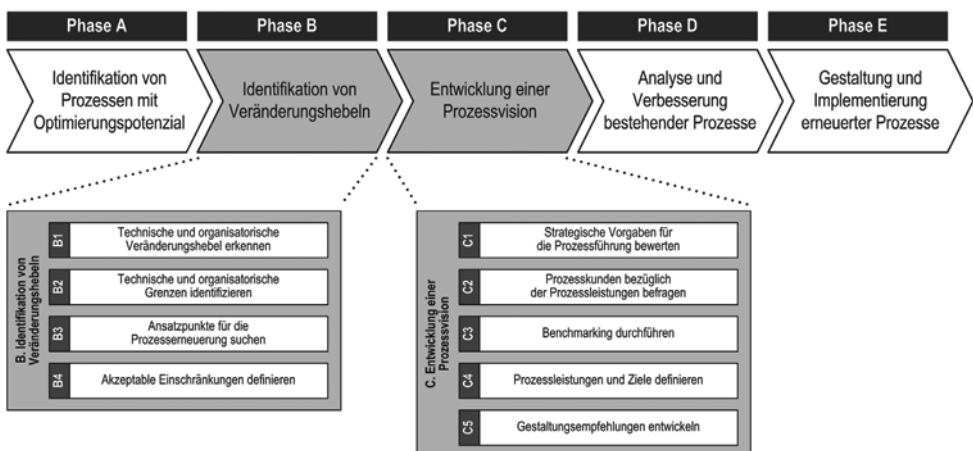 Phase A
Phase B
Phase C
Phase D
Phase E
Identifikation von
Prozessen mit
Optimierungspotenzial
Identifikation von
Veränderungshebeln
Entwicklung einer
Prozessvision
Analyse und
Verbesserung
bestehender Prozesse
Gestaltung und
Implementierung
erneuerter Prozesse
B. Identifikation von
Veränderungshebeln
B1
Technische und organisatorische
Veränderungshebel erkennen
B2
Technische und organisatorische
Grenzen identifizieren
B3
Ansatzpunkte für die
Prozesserneuerung suchen
B4
Akzeptable Einschränkungen definieren
C. Entwicklung einer
Prozessvision
C1
Strategische Vorgaben für
die Prozessführung bewerten
C2
Prozesskunden bezüglich
der Prozessleistungen befragen
C3
Benchmarking durchführen
C4
Prozessleistungen und Ziele definieren
C5
Gestaltungsempfehlungen entwickeln